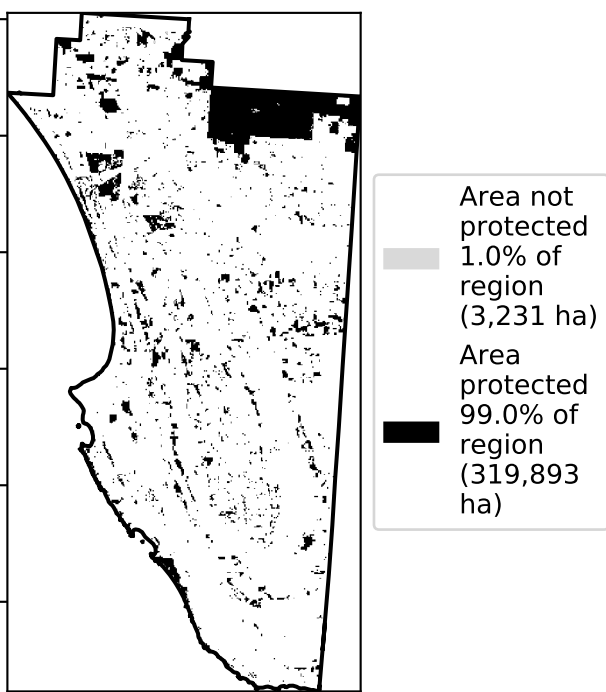 Area not
protected
1.0% of
region
(3,231 ha)
Area
protected
99.0% of
region
(319,893
ha)